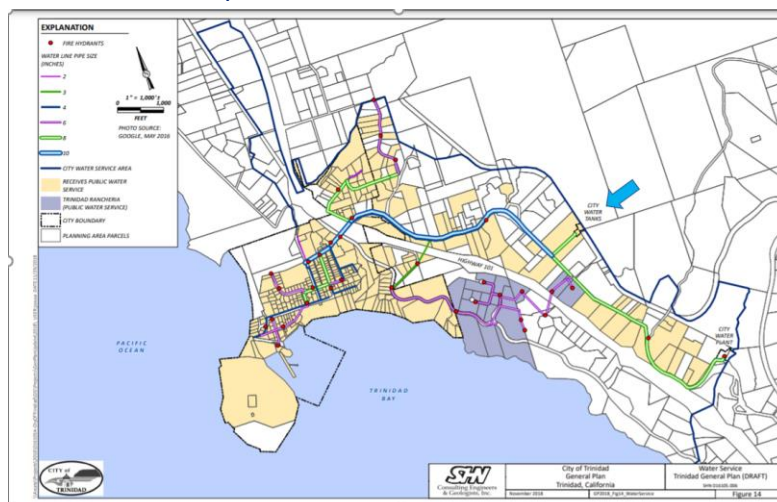 EXPLANATION
FIRE HYDRANTS
WATER LINE PIPE SIZE
(INCHES)
2
3
4
6
8
10
CITY WATER SERVICE AREA
RECEIVES PUBLIC WATER
SERVICE
TRINIDAD RANCHERIA
(PUBLIC WATER SERVICE)
CITY BOUNDARY
PLANNING AREA PARCELS
1" = 1,000'±
0 1,000
FEET
PHOTO SOURCE:
GOOGLE, MAY 2016
CITY
WATER
TANKS
HIGHWAY 101
CITY
WATER
PLANT
PACIFIC
OCEAN
TRINIDAD
BAY
CITY of
TRINIDAD
SHN
Consulting Engineers
& Geologists, Inc.
City of Trinidad
General Plan
Trinidad, California
Water Service
Trinidad General Plan (DRAFT)
November 2018
Figure 14